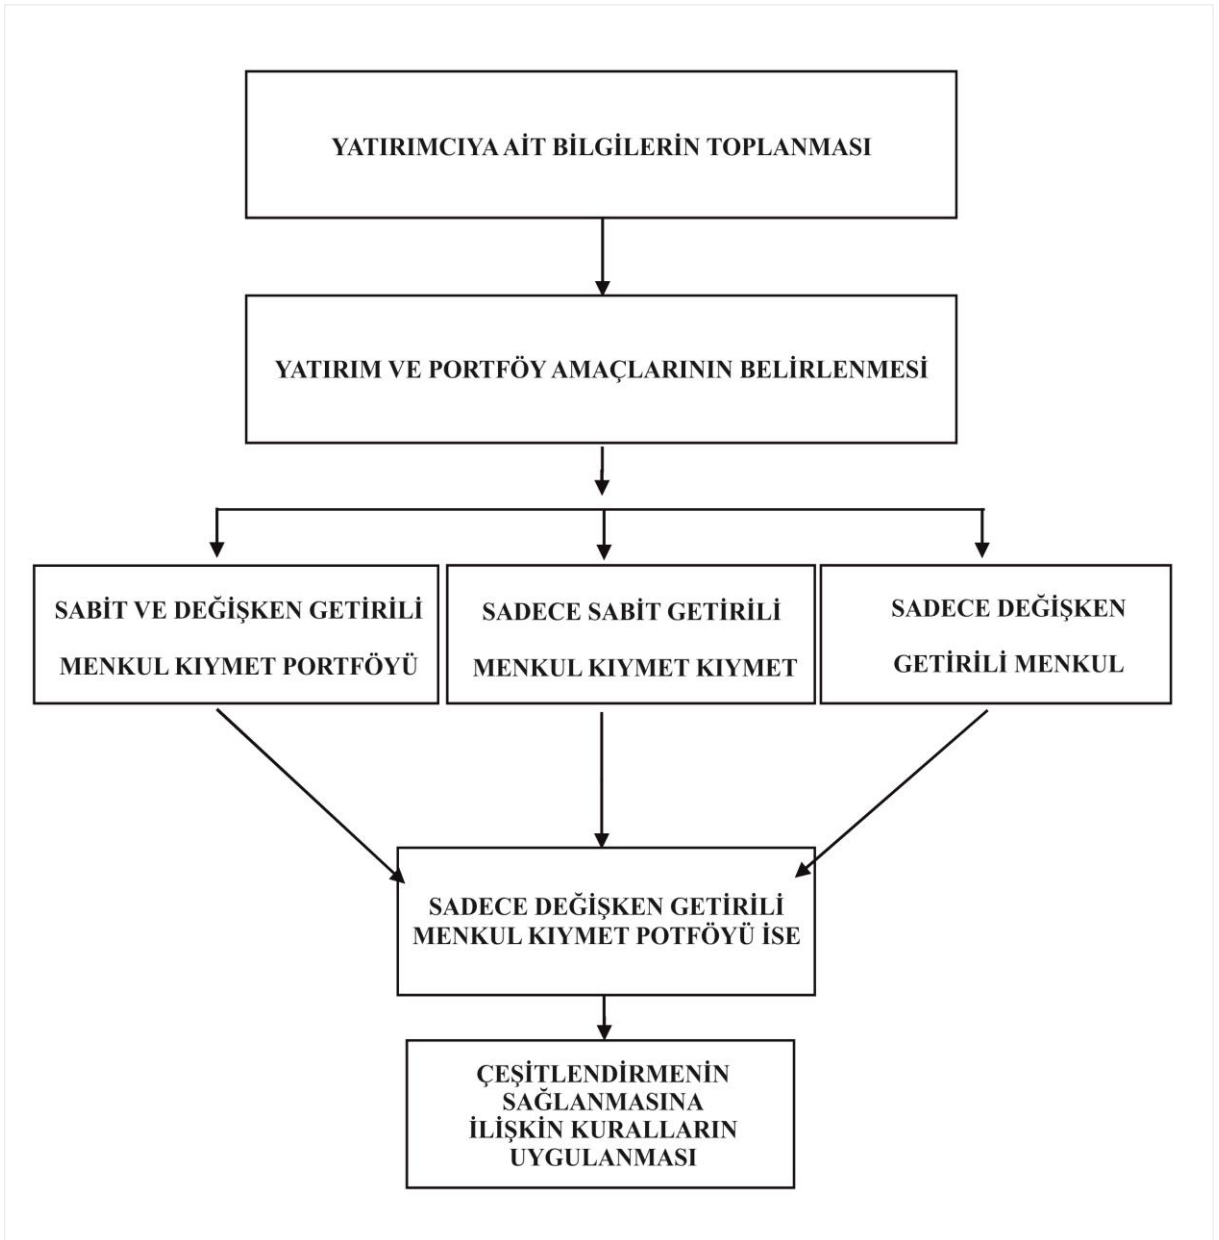 YATIRIMCIYA AİT BİLGİLERİN TOPLANMASI
YATIRIM VE PORTFÖY AMAÇLARININ BELİRLENMESİ
SABİT VE DEĞİŞKEN GETİRİLİ
MENKUL KIYMET PORTFÖYÜ
SADECE SABİT GETİRİLİ
MENKUL KIYMET KIYMET
SADECE DEĞİŞKEN
GETİRİLİ MENKUL
SADECE DEĞİŞKEN GETİRİLİ
MENKUL KIYMET POTFÖYÜ İSE
ÇEŞİTLENDİRMENİN
SAĞLANMASINA
İLİŞKİN KURALLARIN
UYGULANMASI